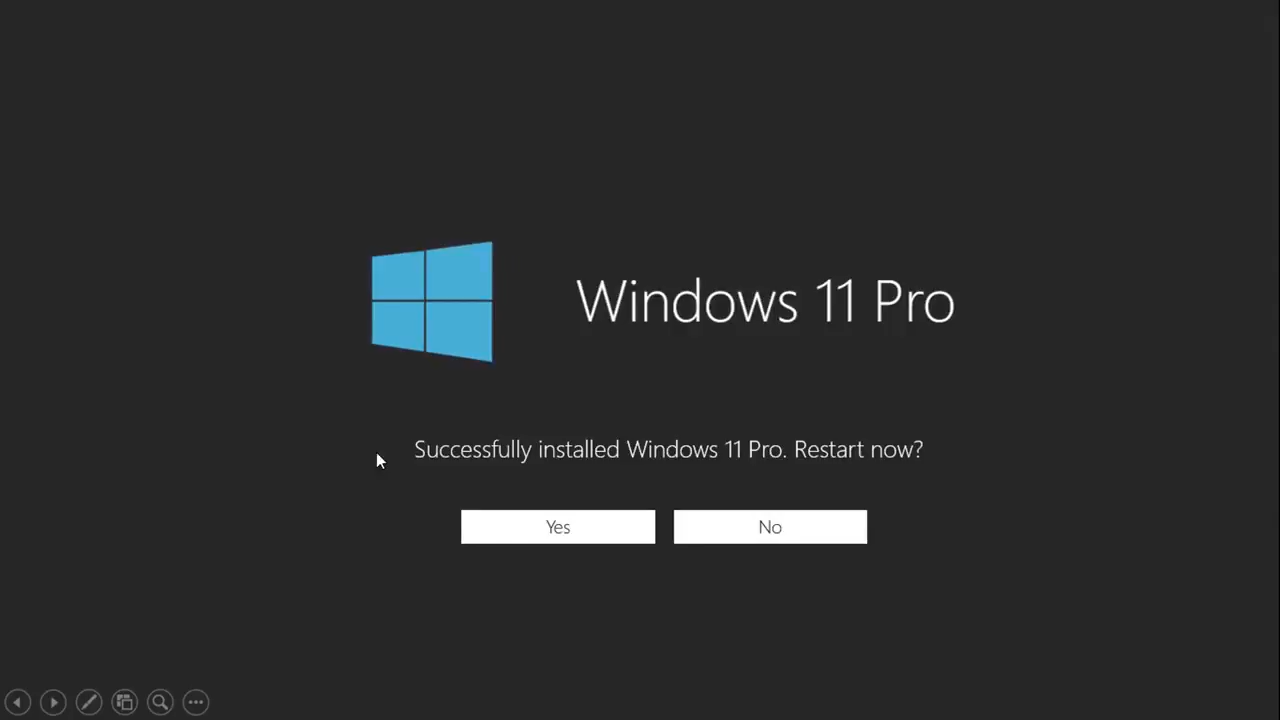 Windows 11 Pro
Successfully installed Windows 11 Pro. Restart now?
Yes
No